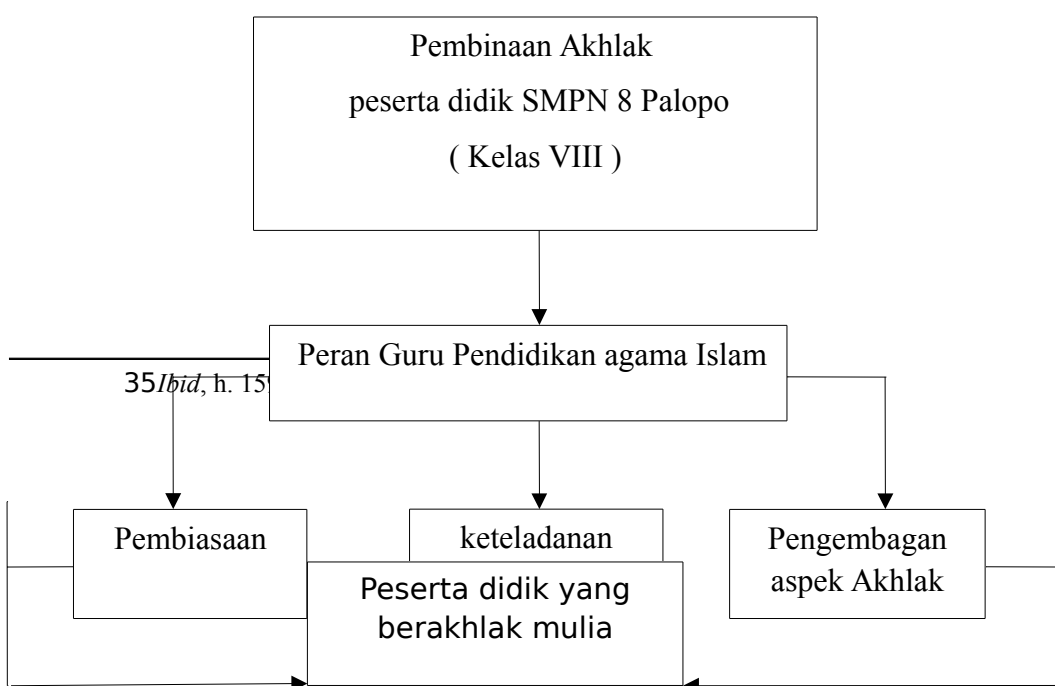 Pembinaan Akhlak
peserta didik SMPN 8 Palopo
( Kelas VIII )
Peran Guru Pendidikan agama Islam
35Ibid, h. 15
Pembiasaan
keteladanan
Pengembagan
aspek Akhlak
Peserta didik yang
berakhlak mulia